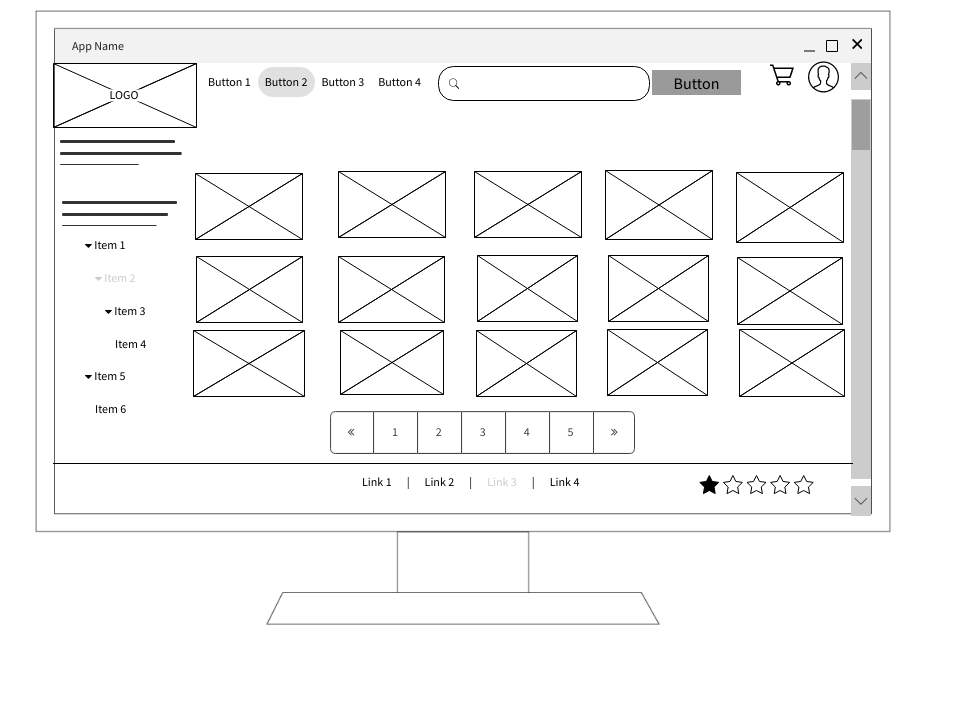 App Name
LOGO
Button 1 Button 2 Button 3 Button 4 Button
Item 1
Item 2
Item 3
Item 4
Item 5
Item 6
« 1 2 3 4 5 »
Link 1 | Link 2 | Link 3 | Link 4